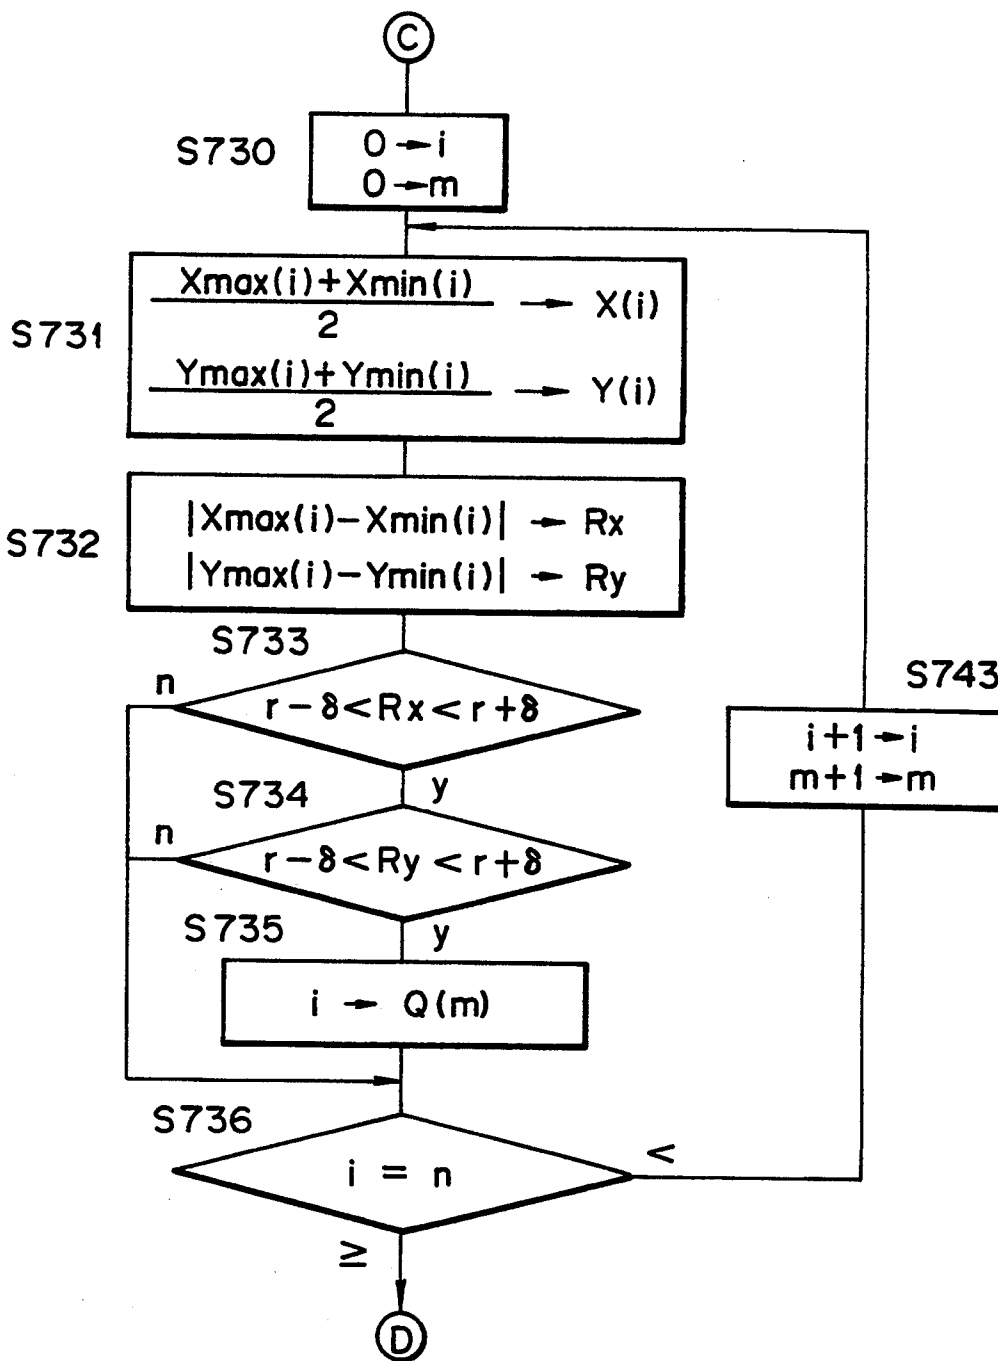 C
S730
0→i
0→m
S731
Xmax(i)+Xmin(i)
2
→ X(i)
Ymax(i)+Ymin(i)
2
→ Y(i)
S732
|Xmax(i)-Xmin(i)| → Rx
|Ymax(i)-Ymin(i)| → Ry
S733
n
r-δ<Rx<r+δ
y
S743
i+1→i
m+1→m
S734
n
r-δ<Ry<r+δ
y
S735
i → Q(m)
S736
i = n
<
≥
D